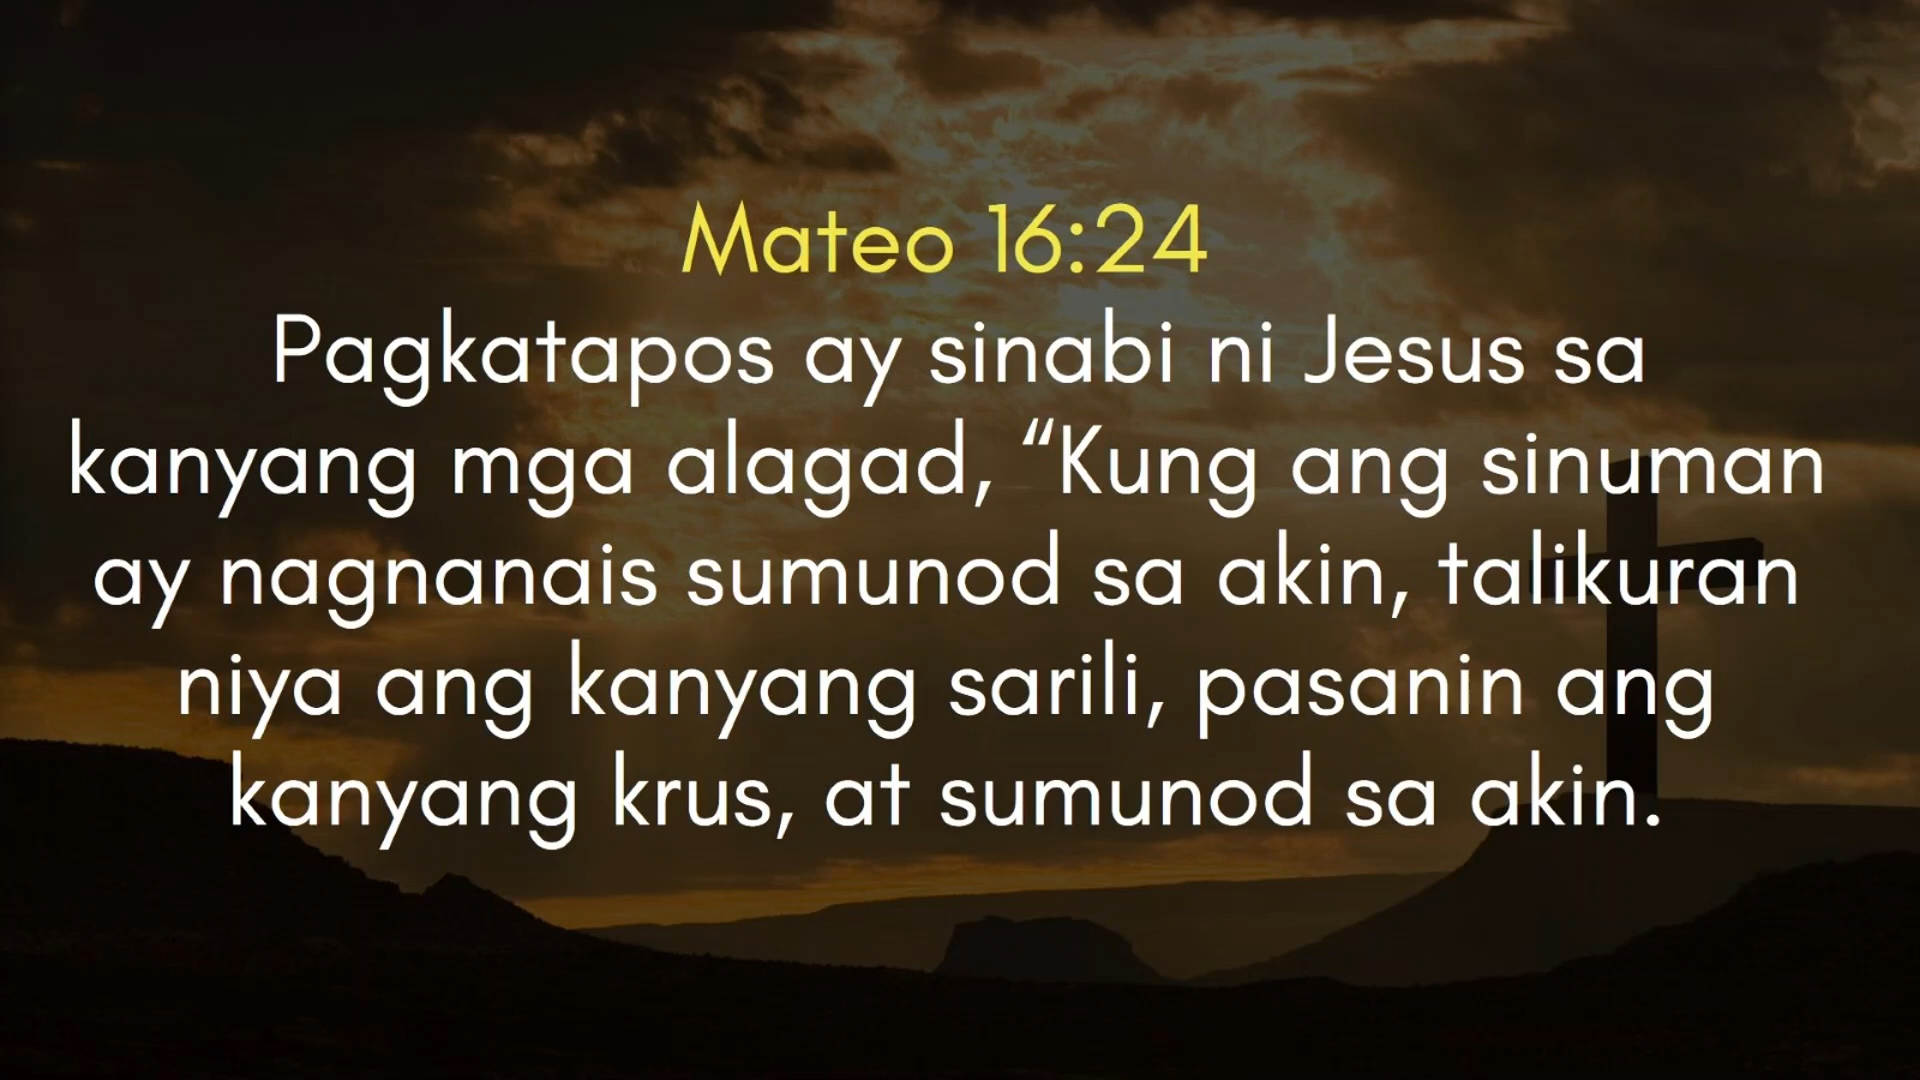 Mateo 16:24
Pagkatapos ay sinabi ni Jesus sa
kanyang mga alagad, “Kung ang sinuman
ay nagnanais sumunod sa akin, talikuran
niya ang kanyang sarili, pasanin ang
kanyang krus, at sumunod sa akin.